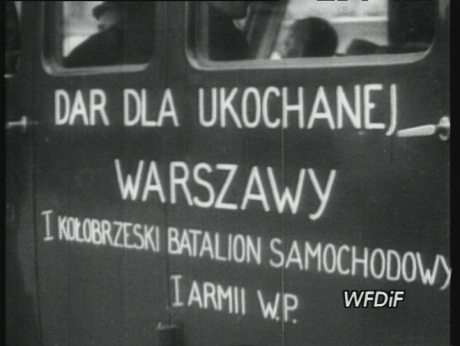 DAR DLA UKOCHANEJ
WARSZAWY
I KOŁOBRZESKI BATALION SAMOCHODOWY
I ARMII W.P.
WFDiF